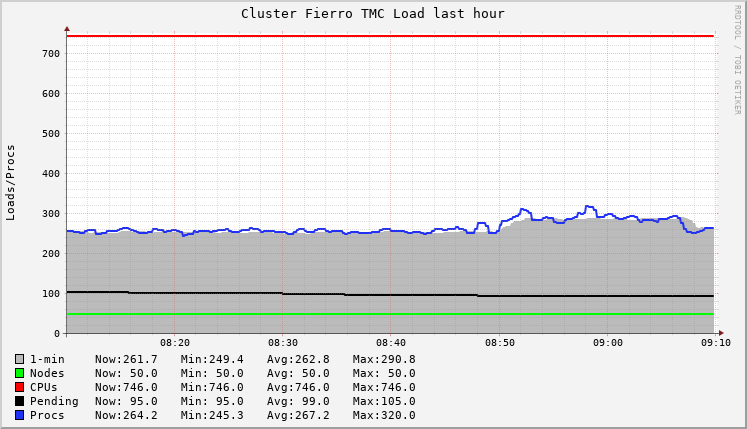 Cluster Fierro TMC Load last hour
RRDTOOL / TOBI OETIKER
Loads/Procs
700
600
500
400
300
200
100
0
08:20 08:30 08:40 08:50 09:00 09:10
1-min Now:261.7 Min:249.4 Avg:262.8 Max:290.8
Nodes Now: 50.0 Min: 50.0 Avg: 50.0 Max: 50.0
CPUs Now:746.0 Min:746.0 Avg:746.0 Max:746.0
Pending Now: 95.0 Min: 95.0 Avg: 99.0 Max:105.0
Procs Now:264.2 Min:245.3 Avg:267.2 Max:320.0